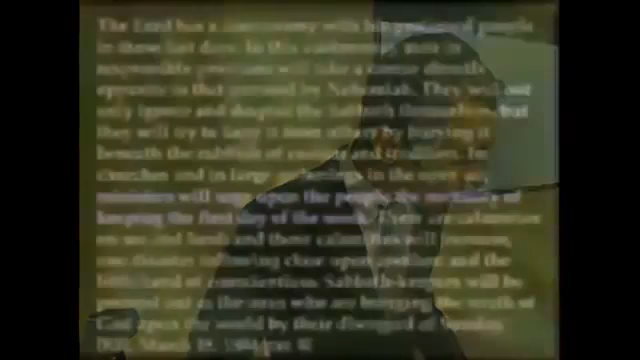 The Lord has a controversy with his professed people
in these last days. In this controversy men in
responsible positions will take a course directly
opposite to that pursued by Nehemiah. They will not
only ignore and despise the Sabbath themselves, but
they will try to keep it from others by burying it
beneath the rubbish of custom and tradition. In
churches and in large gatherings in the open air,
ministers will urge upon the people the necessity of
keeping the first day of the week. There are calamities
on sea and land: and these calamities will increase,
one disaster following close upon another; and the
little band of conscientious Sabbath-keepers will be
pointed out as the ones who are bringing the wrath of
God upon the world by their disregard of Sunday.
March 18, 1884